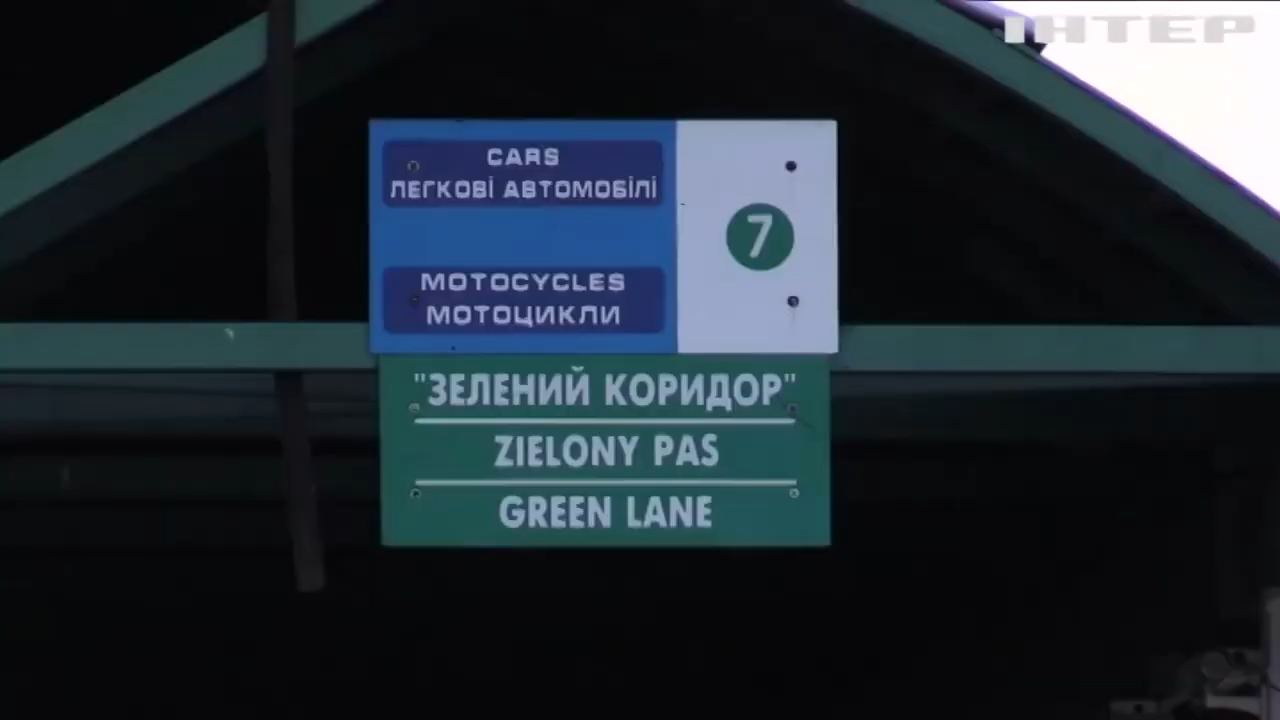 ІНТЕР
CARS
ЛЕГКОВІ АВТОМОБІЛІ
7
MOTOCYCLES
МОТОЦИКЛИ
"ЗЕЛЕНИЙ КОРИДОР"
ZIELONY PAS
GREEN LANE